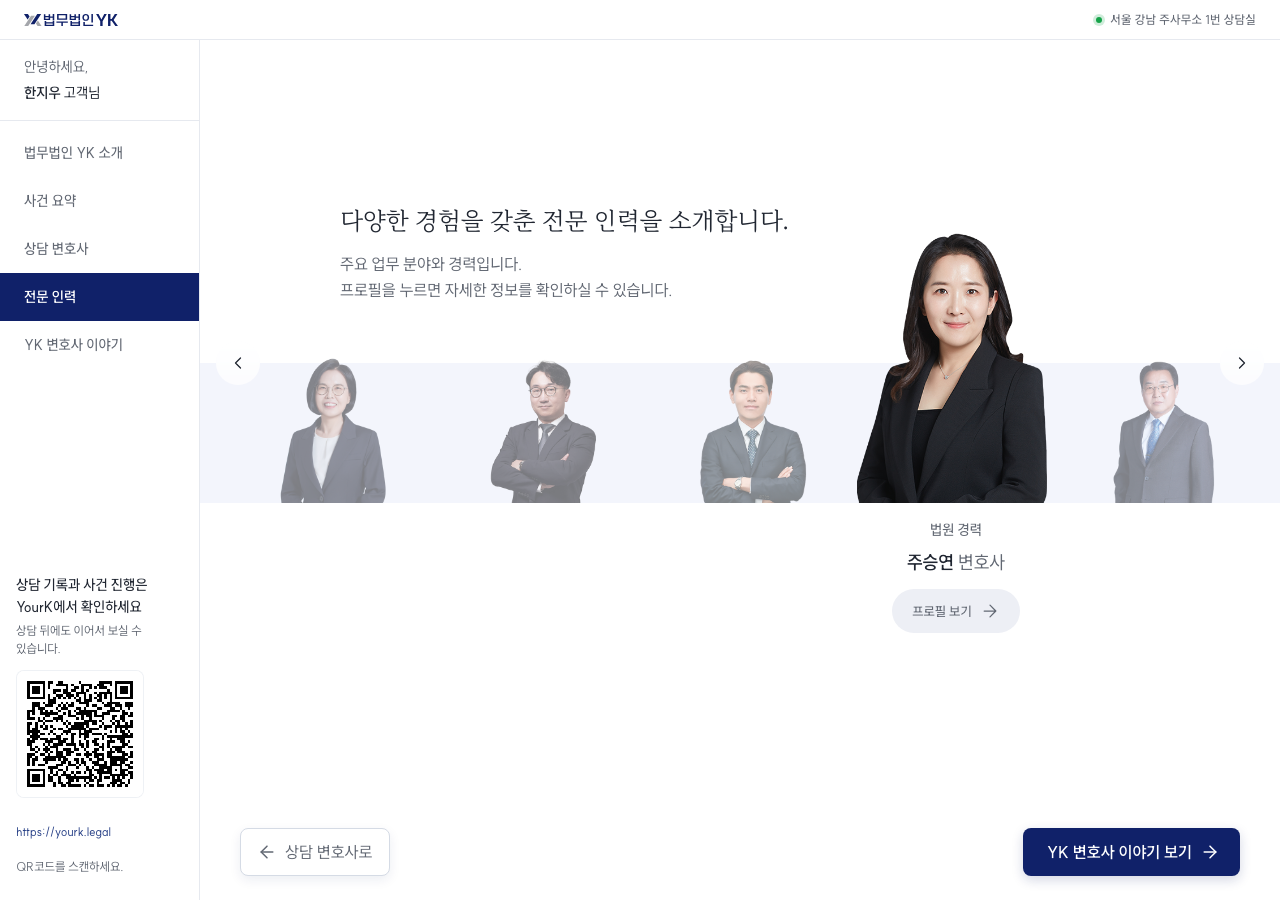 법무법인 YK
서울 강남 주사무소 1번 상담실
안녕하세요,
한지우 고객님
법무법인 YK 소개
사건 요약
상담 변호사
전문 인력
YK 변호사 이야기
다양한 경험을 갖춘 전문 인력을 소개합니다.
주요 업무 분야와 경력입니다.
프로필을 누르면 자세한 정보를 확인하실 수 있습니다.
법원 경력
주승연 변호사
프로필 보기
상담 기록과 사건 진행은
YourK에서 확인하세요
상담 뒤에도 이어서 보실 수
있습니다.
https://yourk.legal
QR코드를 스캔하세요.
상담 변호사로
YK 변호사 이야기 보기